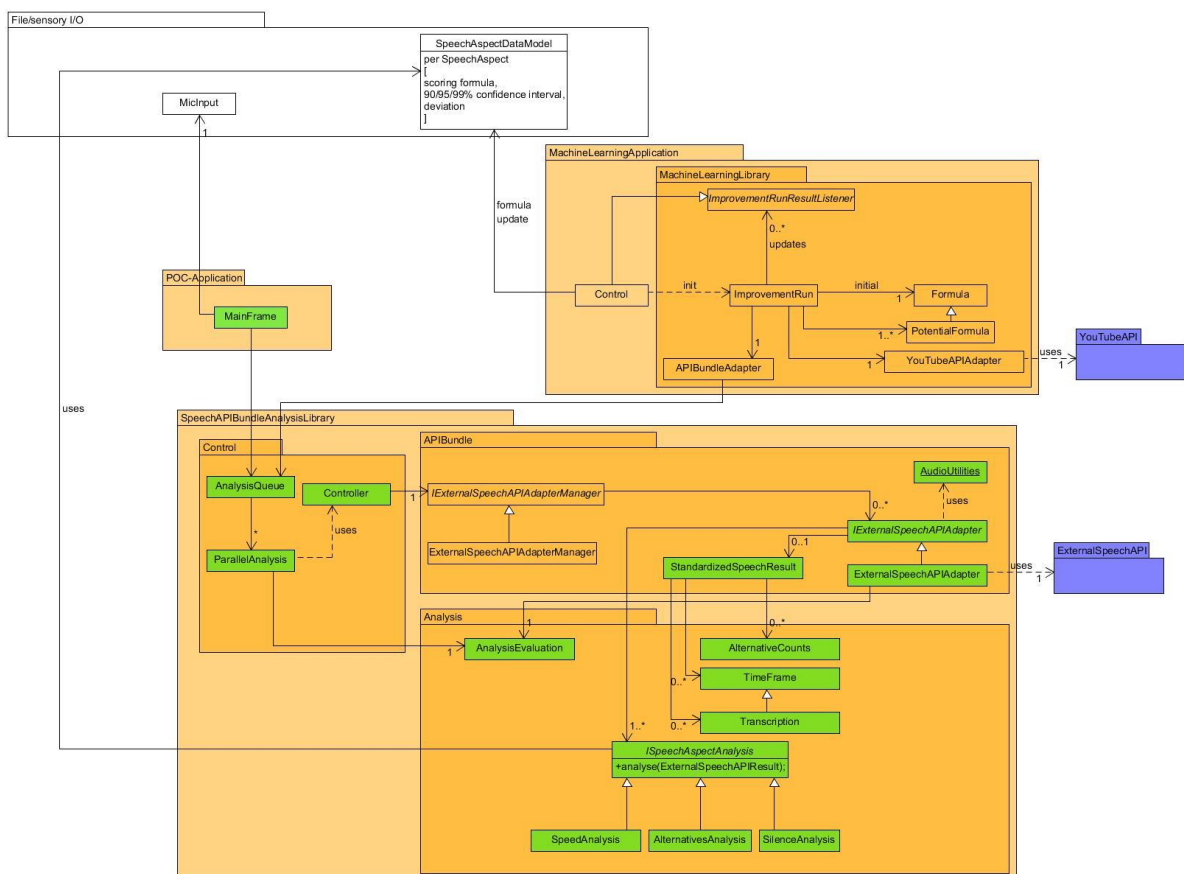 File/sensory I/O
SpeechAspectDataModel
per SpeechAspect
[
scoring formula,
90/95/99% confidence interval,
deviation
]
MicInput
1
MachineLearningApplication
MachineLearningLibrary
ImprovementRunResultListener
formula
update
0..*
updates
POC-Application
MainFrame
Control
init
ImprovementRun
initial
1
Formula
1..*
PotentialFormula
1
1
APIBundleAdapter
YouTubeAPIAdapter
uses
1
YouTubeAPI
uses
SpeechAPIBundleAnalysisLibrary
Control
APIBundle
AnalysisQueue
Controller
1
IExternalSpeechAPIAdapterManager
AudioUtilities
uses
0..*
IExternalSpeechAPIAdapter
*
uses
ParallelAnalysis
ExternalSpeechAPIAdapterManager
0..1
StandardizedSpeechResult
ExternalSpeechAPIAdapter
uses
1
ExternalSpeechAPI
Analysis
1
1
AnalysisEvaluation
0..*
AlternativeCounts
0..*
TimeFrame
0..*
Transcription
1..*
ISpeechAspectAnalysis
+analyse(ExternalSpeechAPIResult);
SpeedAnalysis
AlternativesAnalysis
SilenceAnalysis